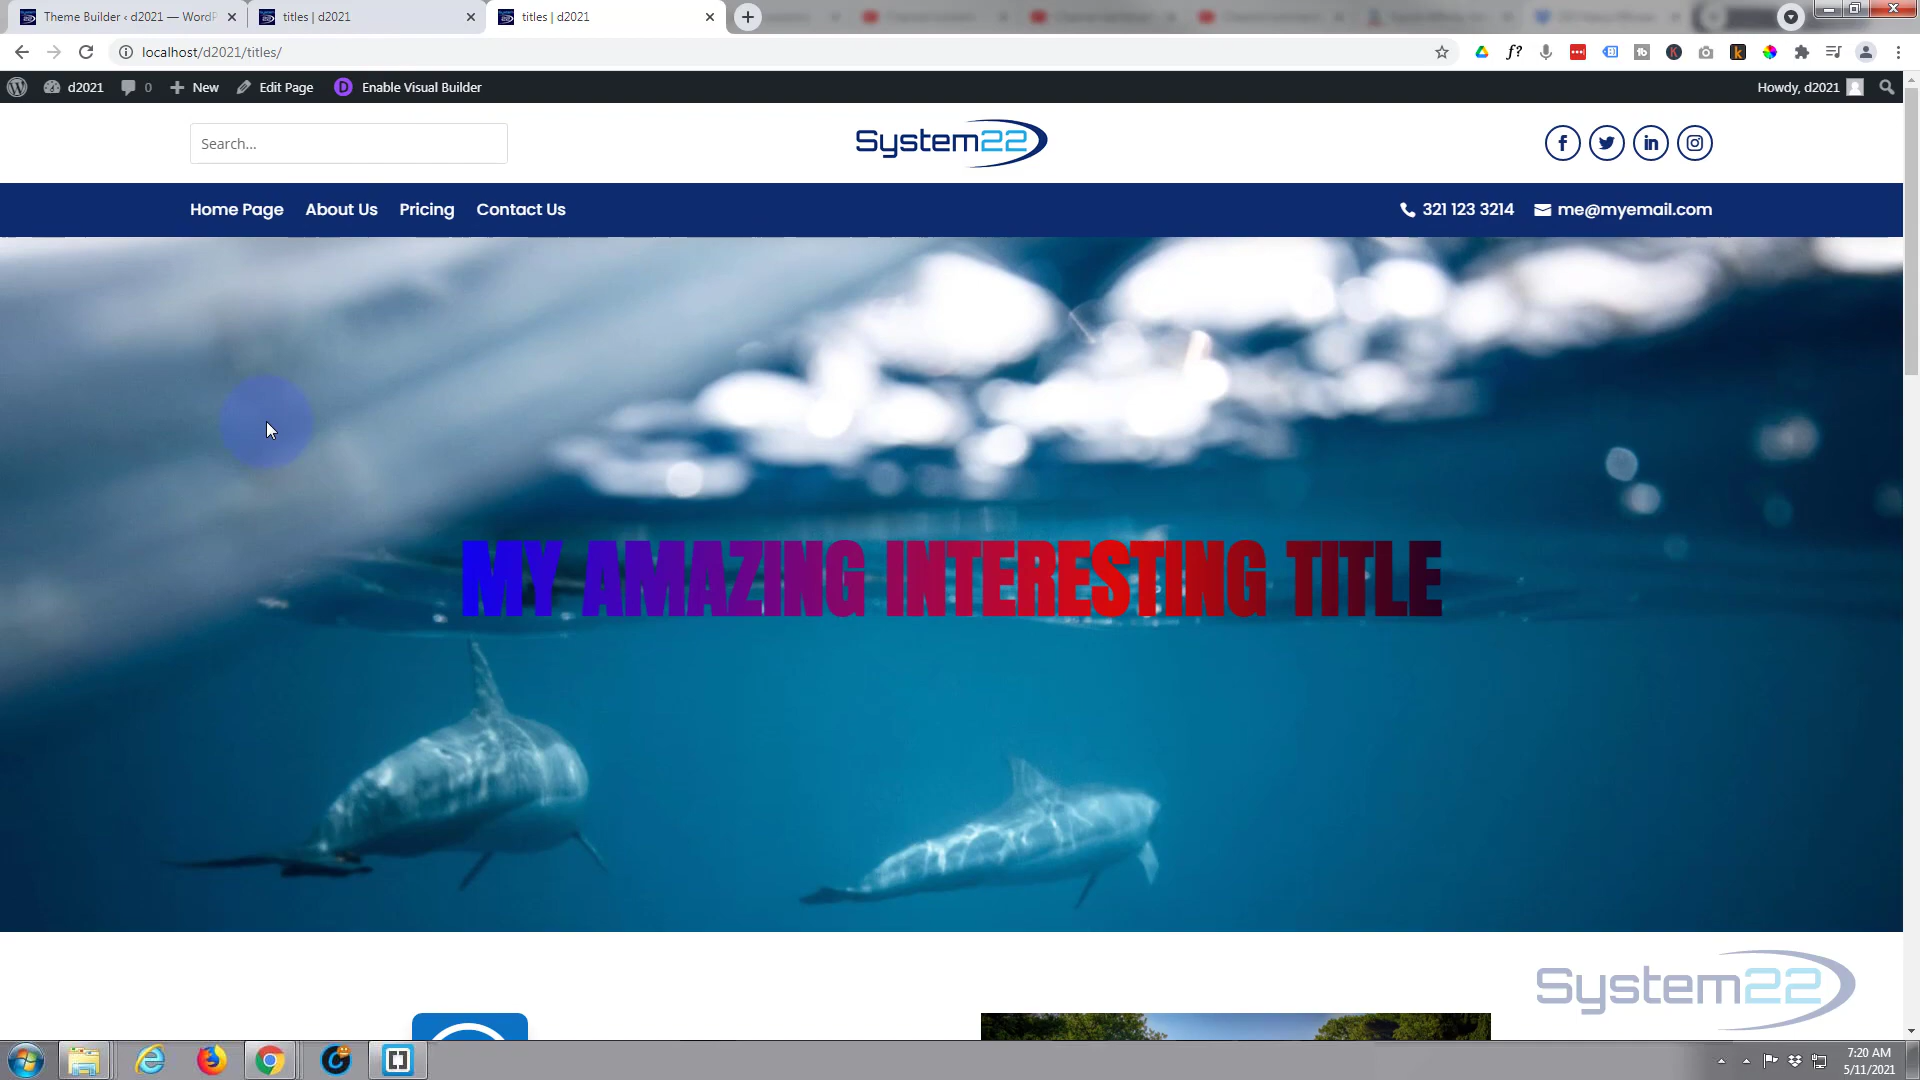 Theme Builder ‹ d2021 — WordP
titles | d2021
titles | d2021
localhost/d2021/titles/
d2021
0
New
Edit Page
Enable Visual Builder
Howdy, d2021
Search...
System22
Home Page
About Us
Pricing
Contact Us
321 123 3214
me@myemail.com
MY AMAZING INTERESTING TITLE
System22
7:20 AM
5/11/2021